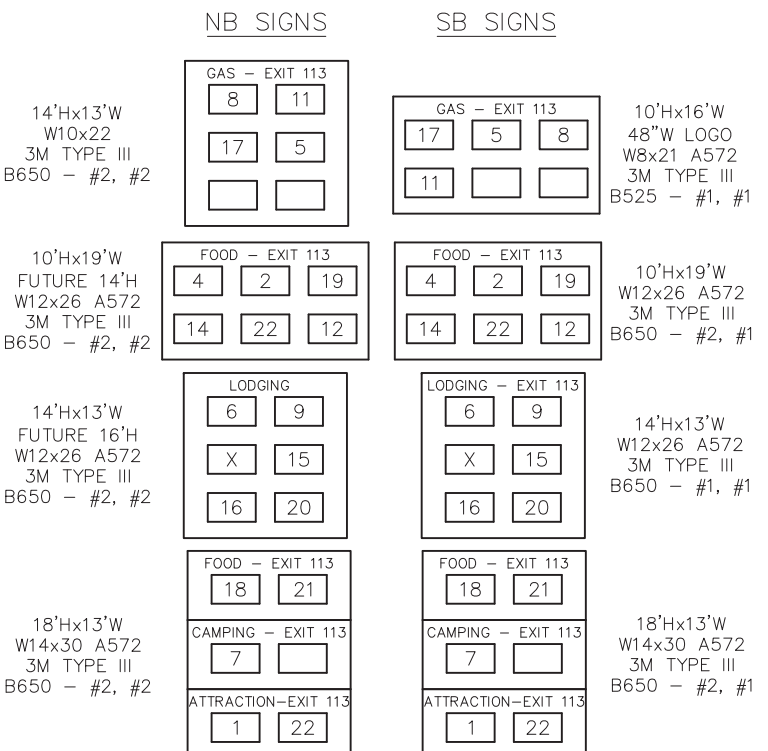 NB SIGNS
SB SIGNS
14'Hx13'W
W10x22
3M TYPE III
B650 – #2, #2
GAS – EXIT 113
8 11
17 5
GAS – EXIT 113
17 5 8
11
10'Hx16'W
48"W LOGO
W8x21 A572
3M TYPE III
B525 – #1, #1
10'Hx19'W
FUTURE 14'H
W12x26 A572
3M TYPE III
B650 – #2, #2
FOOD – EXIT 113
4 2 19
14 22 12
FOOD – EXIT 113
4 2 19
14 22 12
10'Hx19'W
W12x26 A572
3M TYPE III
B650 – #2, #1
14'Hx13'W
FUTURE 16'H
W12x26 A572
3M TYPE III
B650 – #2, #2
LODGING
6 9
X 15
16 20
LODGING – EXIT 113
6 9
X 15
16 20
14'Hx13'W
W12x26 A572
3M TYPE III
B650 – #1, #1
18'Hx13'W
W14x30 A572
3M TYPE III
B650 – #2, #2
FOOD – EXIT 113
18 21
CAMPING – EXIT 113
7
ATTRACTION–EXIT 113
1 22
FOOD – EXIT 113
18 21
CAMPING – EXIT 113
7
ATTRACTION–EXIT 113
1 22
18'Hx13'W
W14x30 A572
3M TYPE III
B650 – #2, #1